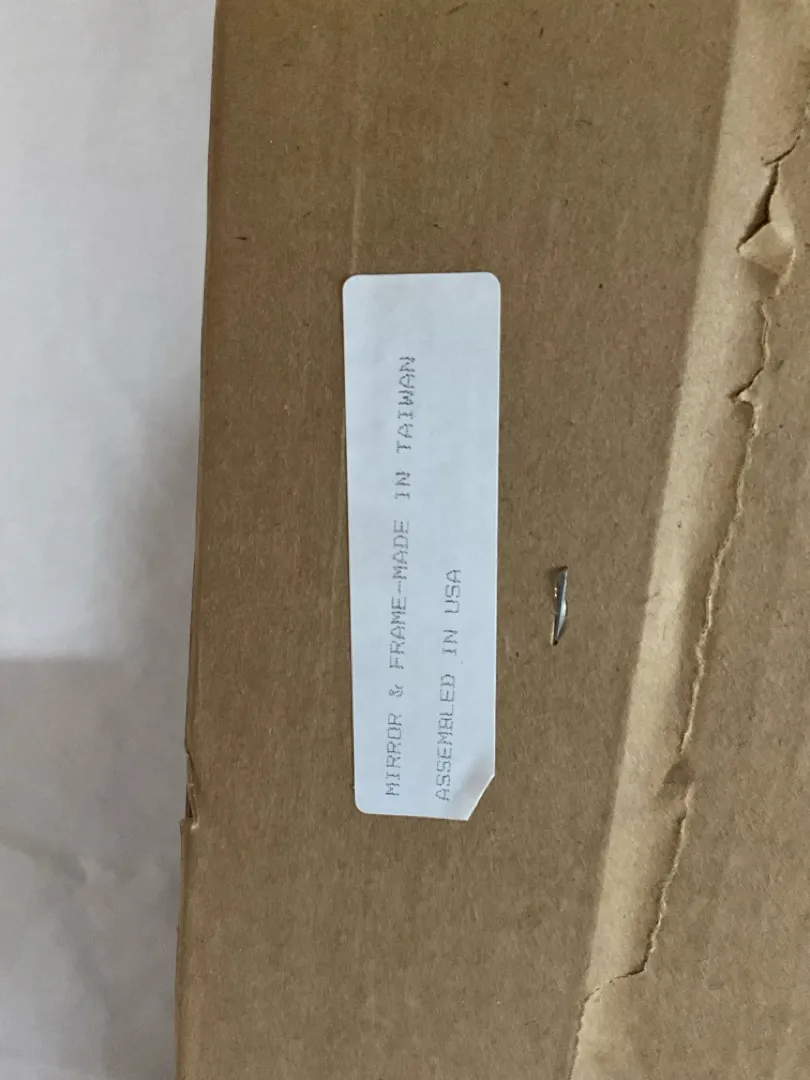 MIRROR & FRAME-MADE IN TAIWAN
ASSEMBLED IN USA